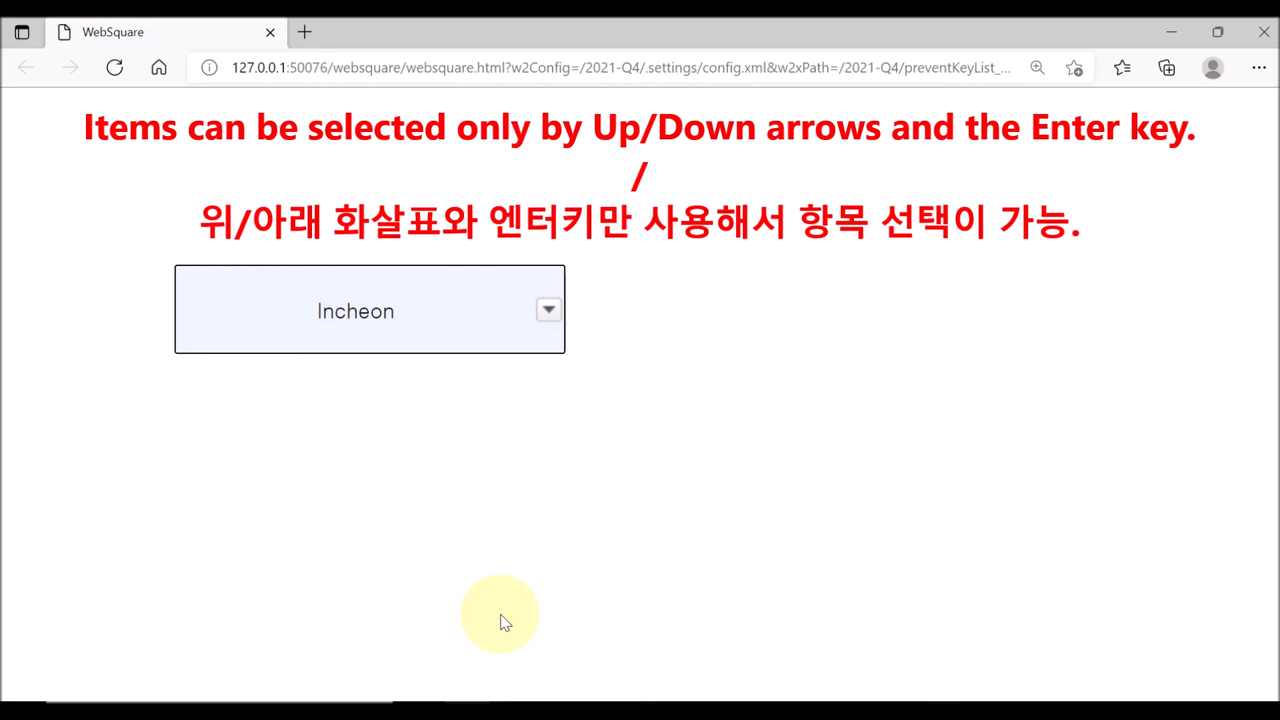 WebSquare
127.0.0.1:50076/websquare/websquare.html?w2Config=/2021-Q4/.settings/config.xml&w2xPath=/2021-Q4/preventKeyList_...
Items can be selected only by Up/Down arrows and the Enter key.
/
위/아래 화살표와 엔터키만 사용해서 항목 선택이 가능.
Incheon